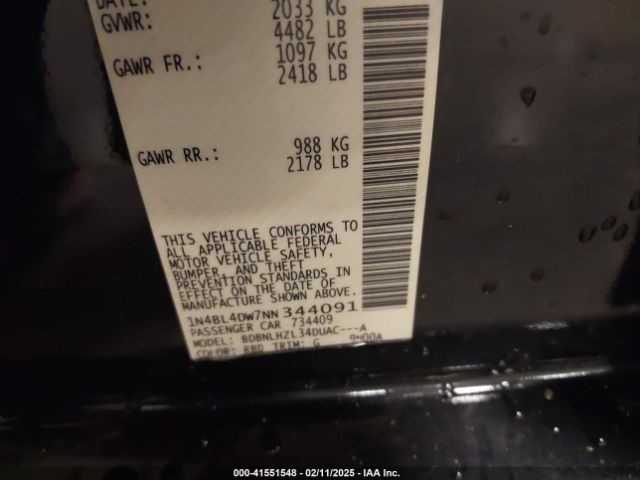 DATE:
GVWR: 2033 KG
4482 LB
GAWR FR.: 1097 KG
2418 LB
GAWR RR.: 988 KG
2178 LB
THIS VEHICLE CONFORMS TO
ALL APPLICABLE FEDERAL
MOTOR VEHICLE SAFETY,
BUMPER, AND THEFT
PREVENTION STANDARDS IN
EFFECT ON THE DATE OF
MANUFACTURE SHOWN ABOVE.
1N4BL4DW7NN344091
PASSENGER CAR 734409
MODEL: BDBNLHZL34DUAC---A
COLOR: RBD TRIM: G
000-41551548 - 02/11/2025 - IAA Inc.